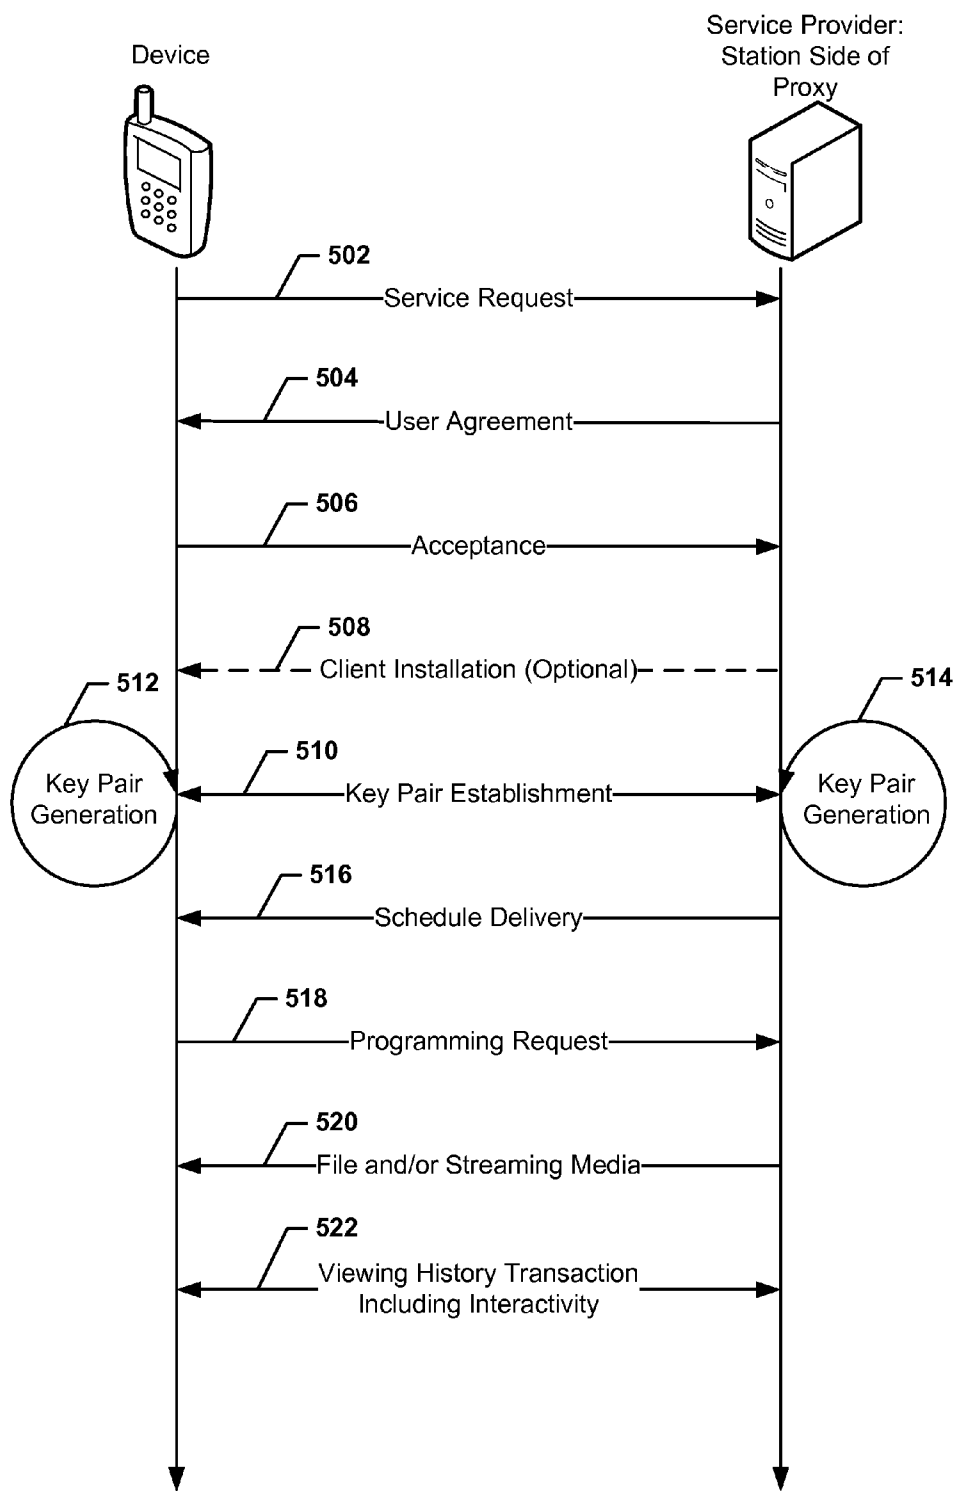 Device
Service Provider:
Station Side of
Proxy
502
Service Request
504
User Agreement
506
Acceptance
508
Client Installation (Optional)
512
514
510
Key Pair
Generation
Key Pair Establishment
Key Pair
Generation
516
Schedule Delivery
518
Programming Request
520
File and/or Streaming Media
522
Viewing History Transaction
Including Interactivity